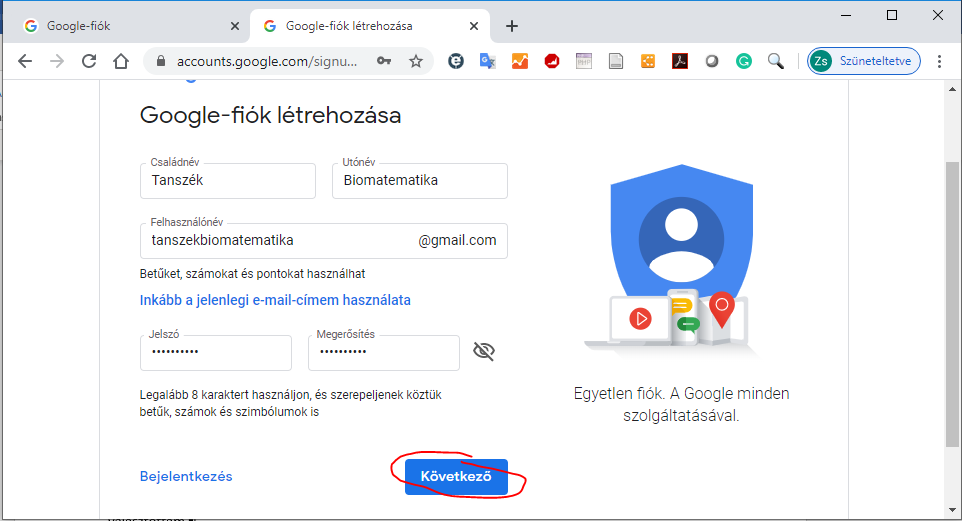 Google-fiók
Google-fiók létrehozása
accounts.google.com/signu...
Zs
Szüneteltetve
Google-fiók létrehozása
Családnév
Utónév
Tanszék
Biomatematika
Felhasználónév
tanszekbiomatematika
@gmail.com
Betűket, számokat és pontokat használhat
Inkább a jelenlegi e-mail-címem használata
Jelszó
Megerősítés
••••••••••
••••••••••
Legalább 8 karaktert használjon, és szerepeljenek köztük
betűk, számok és szimbólumok is
Egyetlen fiók. A Google minden
szolgáltatásával.
Bejelentkezés
Következő